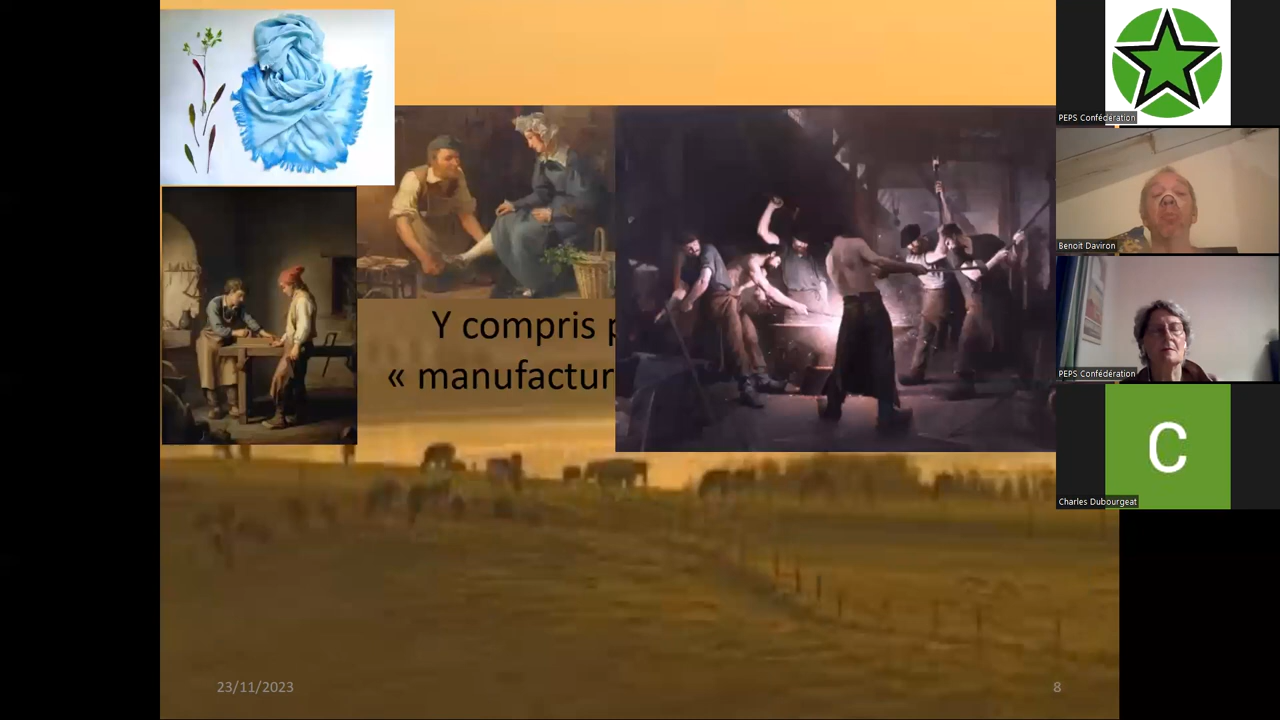 Y compris
« manufactur
23/11/2023
8
PEPS Confédération
Benoit Daviron
PEPS Confédération
C
Charles Dubourgeat